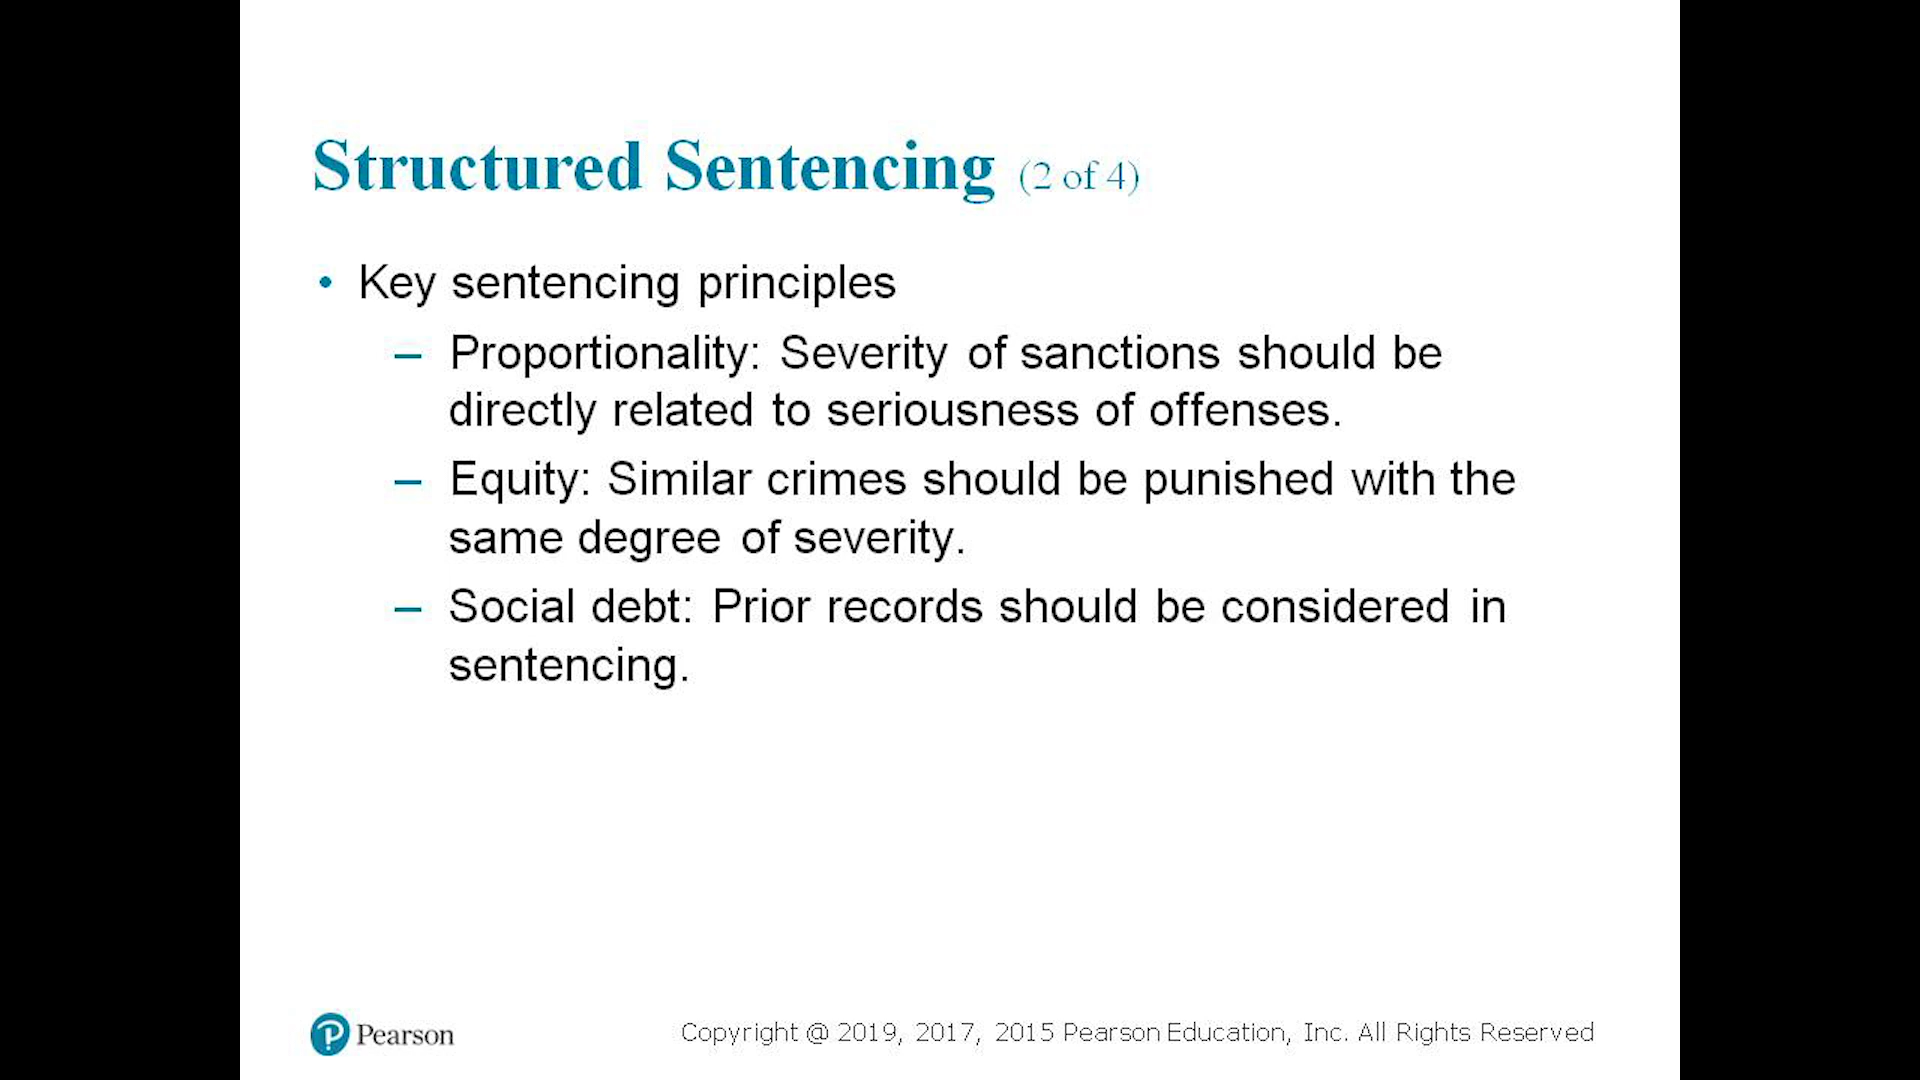 Structured Sentencing (2 of 4)
• Key sentencing principles
– Proportionality: Severity of sanctions should be
directly related to seriousness of offenses.
– Equity: Similar crimes should be punished with the
same degree of severity.
– Social debt: Prior records should be considered in
sentencing.
Pearson
Copyright @ 2019, 2017, 2015 Pearson Education, Inc. All Rights Reserved